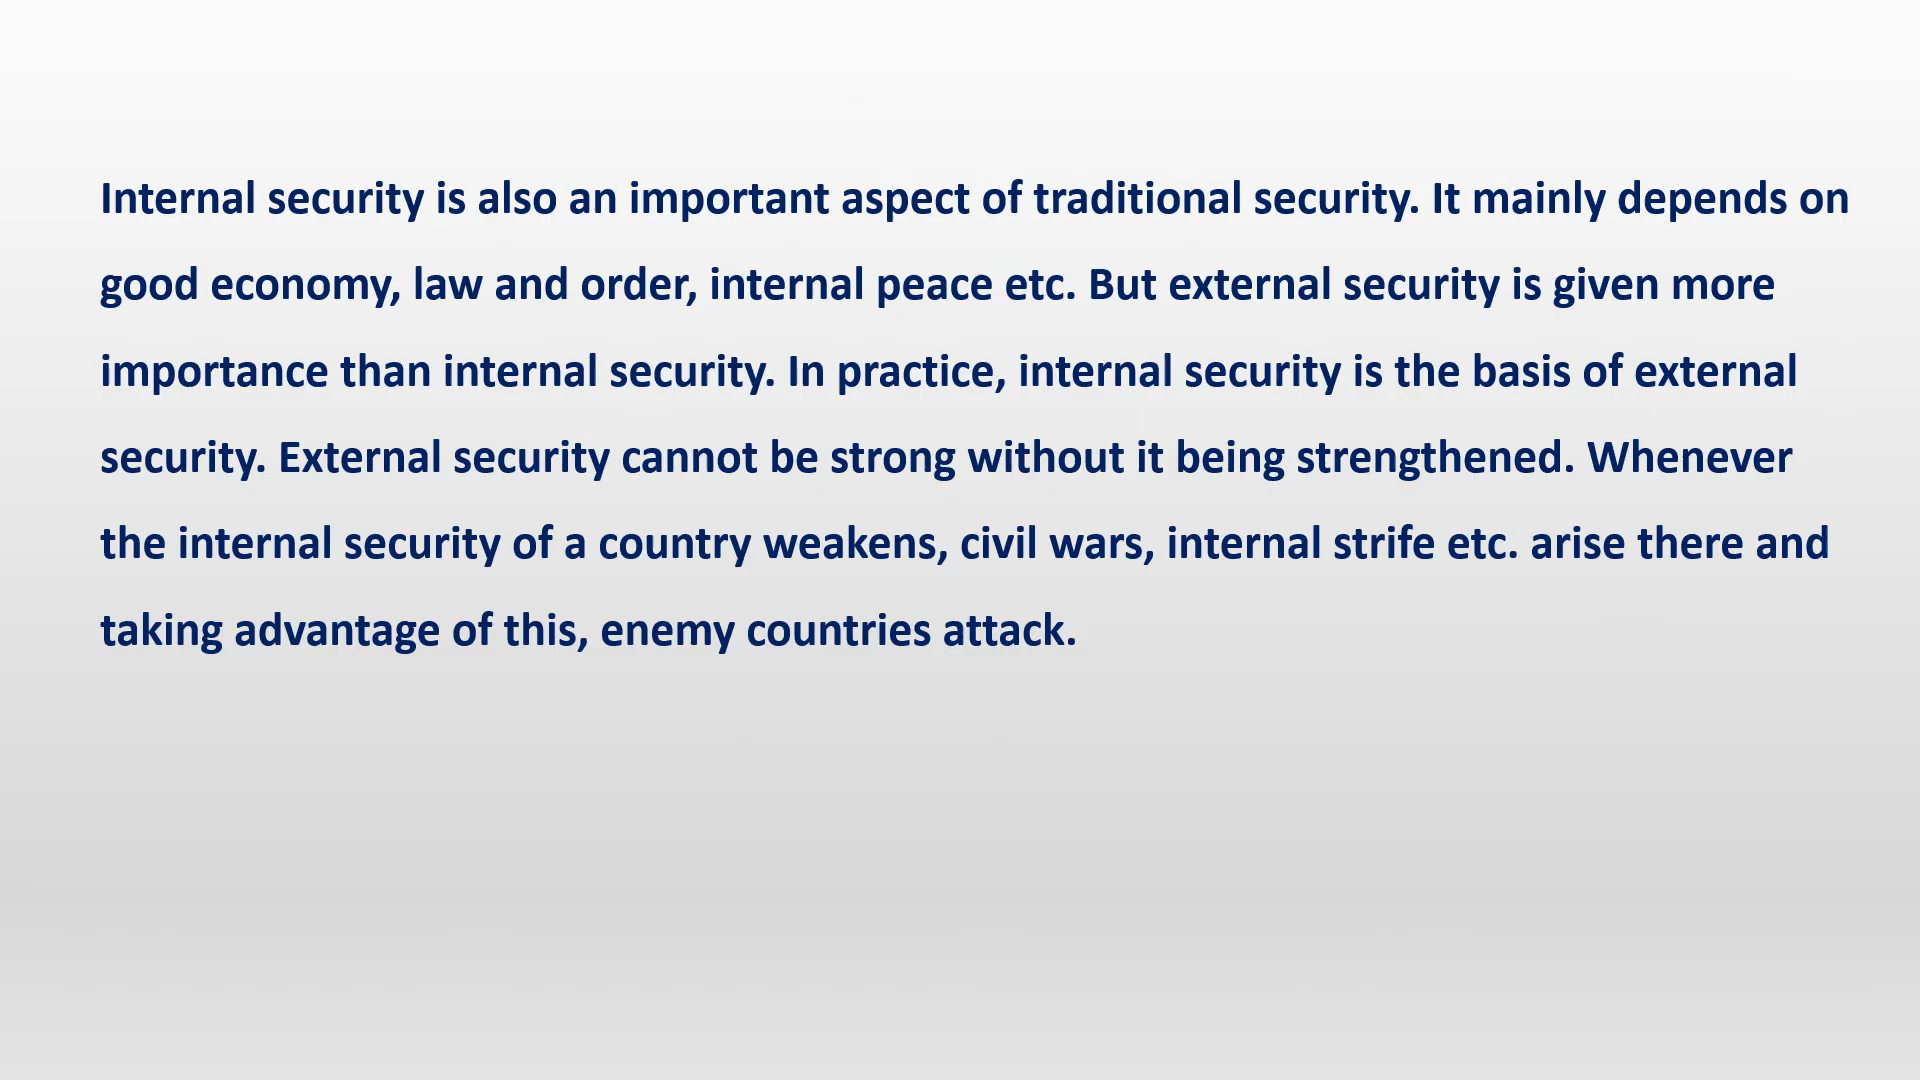 Internal security is also an important aspect of traditional security. It mainly depends on
good economy, law and order, internal peace etc. But external security is given more
importance than internal security. In practice, internal security is the basis of external
security. External security cannot be strong without it being strengthened. Whenever
the internal security of a country weakens, civil wars, internal strife etc. arise there and
taking advantage of this, enemy countries attack.